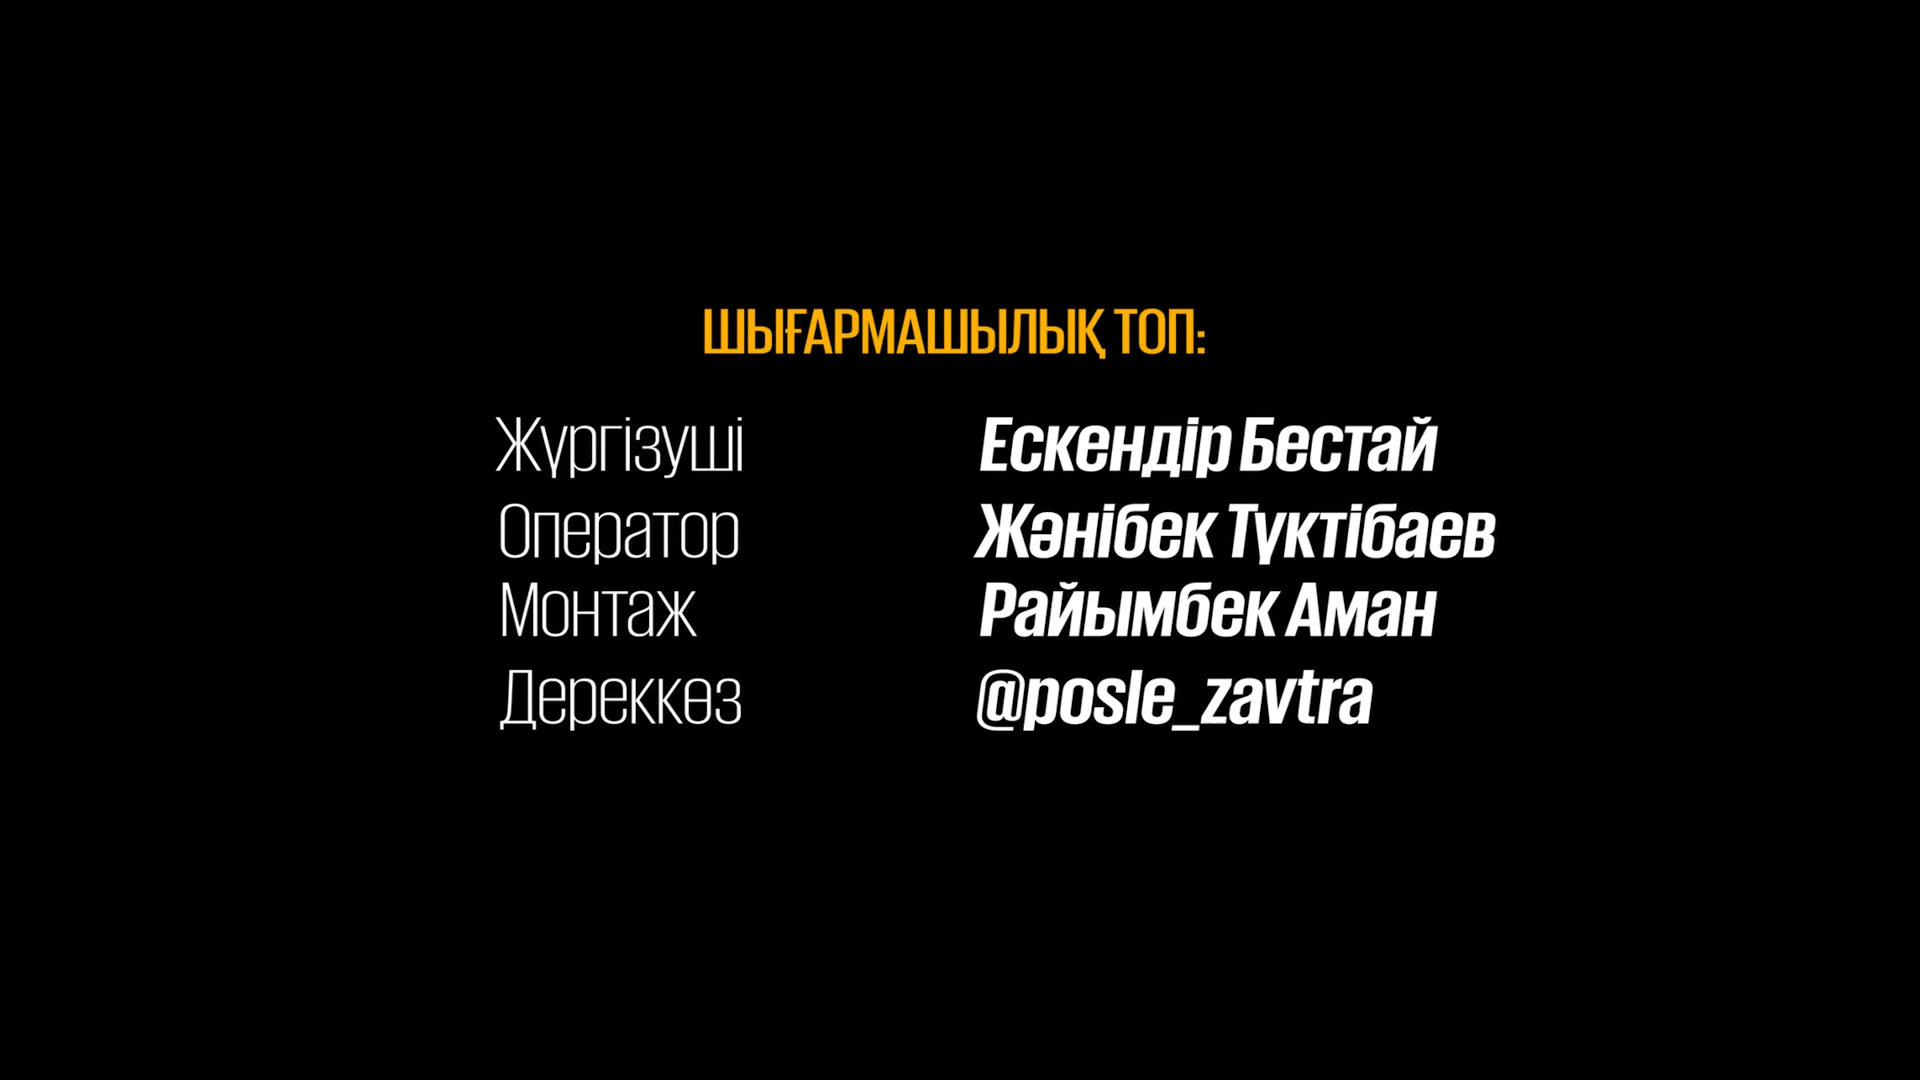 ШЫҒАРМАШЫЛЫҚ ТОП:
Жүргізуші Ескендір Бестай
Оператор Жәнібек Түктібаев
Монтаж Райымбек Аман
Дереккөз @posle_zavtra